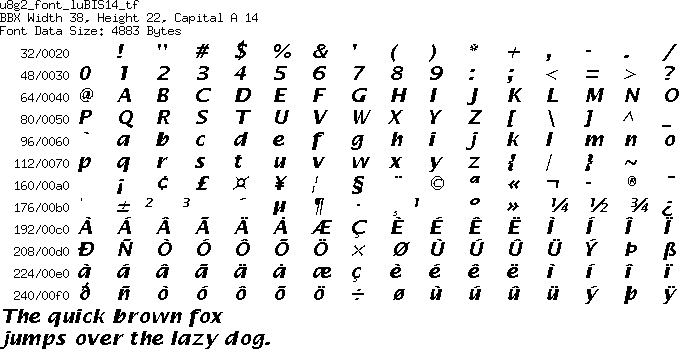 u8g2_font_luBIS14_tf
BBX Width 38, Height 22, Capital A 14
Font Data Size: 4883 Bytes
32/0020 ! " # $ % & ' ( ) * + , - . /
48/0030 0 1 2 3 4 5 6 7 8 9 : ; < = > ?
64/0040 @ A B C D E F G H I J K L M N O
80/0050 P Q R S T U V W X Y Z [ \ ] ^ _
96/0060 ` a b c d e f g h i j k l m n o
112/0070 p q r s t u v w x y z { | } ~
160/00a0 ¡ ¢ £ ¤ ¥ ¦ § ¨ © ª « ¬ - ® ¯
176/00b0 ° ± ² ³ ´ µ ¶ · ¸ ¹ º » ¼ ½ ¾ ¿
192/00c0 À Á Â Ã Ä Å Æ Ç È É Ê Ë Ì Í Î Ï
208/00d0 Ð Ñ Ò Ó Ô Õ Ö × Ø Ù Ú Û Ü Ý Þ ß
224/00e0 à á â ã ä å æ ç è é ê ë ì í î ï
240/00f0 ð ñ ò ó ô õ ö ÷ ø ù ú û ü ý þ ÿ
The quick brown fox
jumps over the lazy dog.